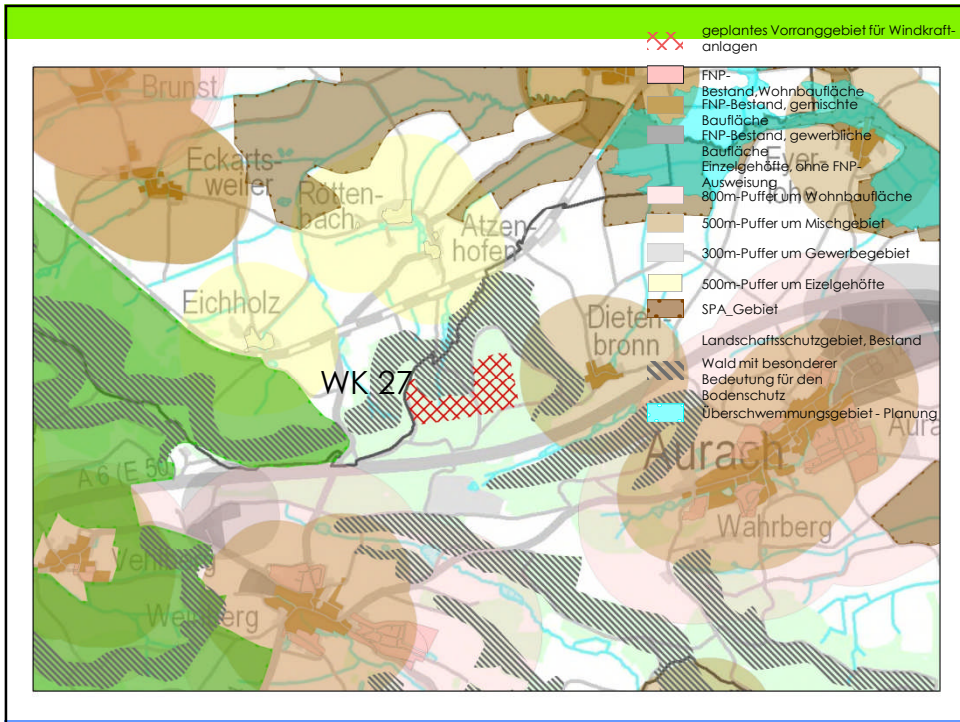 geplantes Vorranggebiet für Windkraft-
anlagen
FNP-
Bestand,Wohnbaufläche
FNP-Bestand, gemischte
Baufläche
FNP-Bestand, gewerbliche
Baufläche
Einzelgehöfte, ohne FNP-
Ausweisung
800m-Puffer um Wohnbaufläche
500m-Puffer um Mischgebiet
300m-Puffer um Gewerbegebiet
500m-Puffer um Eizelgehöfte
SPA_Gebiet
Landschaftsschutzgebiet, Bestand
Wald mit besonderer
Bedeutung für den
Bodenschutz
Überschwemmungsgebiet - Planung
Brunst
Eckarts-
weiler
Rötten-
bach
Atzen-
hofen
Eichholz
Dieten-
bronn
WK 27
Aurach
Wahrberg
A 6 (E 50)